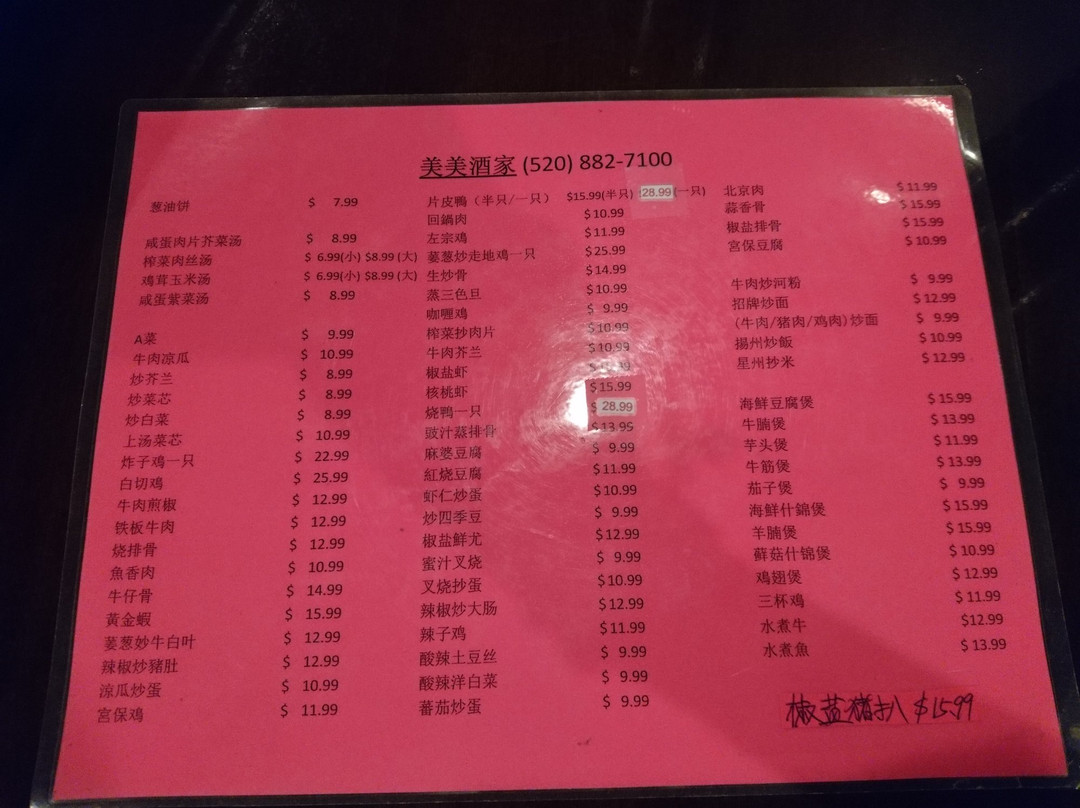 美美酒家 (520) 882-7100
葱油饼 $ 7.99
咸蛋肉片芥菜汤 $ 8.99
榨菜肉丝汤 $ 6.99(小) $8.99 (大)
鸡茸玉米汤 $ 6.99(小) $8.99 (大)
咸蛋紫菜汤 $ 8.99
A菜 $ 9.99
牛肉凉瓜 $ 10.99
炒芥兰 $ 8.99
炒菜芯 $ 8.99
炒白菜 $ 8.99
上汤菜芯 $ 10.99
炸子鸡一只 $ 22.99
白切鸡 $ 25.99
牛肉煎椒 $ 12.99
铁板牛肉 $ 12.99
烧排骨 $ 12.99
魚香肉 $ 10.99
牛仔骨 $ 14.99
黃金蝦 $ 15.99
蒌葱妙牛白叶 $ 12.99
辣椒炒豬肚 $ 12.99
涼瓜炒蛋 $ 10.99
宮保鸡 $ 11.99
片皮鴨（半只/一只） $15.99(半只) 28.99(一只)
回鍋肉 $10.99
左宗鸡 $11.99
蒌葱炒走地鸡一只 $25.99
生炒骨 $14.99
蒸三色旦 $10.99
咖喱鸡 $ 9.99
榨菜抄肉片 $10.99
牛肉芥兰 $10.99
椒盐虾
核桃虾 $15.99
烧鸭一只 $ 28.99
豉汁蒸排骨 $13.99
麻婆豆腐 $ 9.99
紅烧豆腐 $11.99
虾仁炒蛋 $10.99
炒四季豆 $ 9.99
椒盐鮮尤 $12.99
蜜汁叉烧 $ 9.99
叉烧抄蛋 $10.99
辣椒炒大肠 $12.99
辣子鸡 $11.99
酸辣土豆丝 $ 9.99
酸辣洋白菜 $ 9.99
蕃茄炒蛋 $ 9.99
北京肉 $11.99
蒜香骨 $15.99
椒盐排骨 $15.99
宮保豆腐 $10.99
牛肉炒河粉 $ 9.99
招牌炒面 $12.99
(牛肉/猪肉/鸡肉)炒面 $ 9.99
揚州炒飯 $10.99
星州抄米 $12.99
海鮮豆腐煲 $15.99
牛腩煲 $13.99
芋头煲 $11.99
牛筋煲 $13.99
茄子煲 $ 9.99
海鮮什錦煲 $15.99
羊腩煲 $15.99
蘚菇什锦煲 $10.99
鳮翅煲 $12.99
三杯鳮 $11.99
水煮牛 $12.99
水煮魚 $13.99
椒盐猪扒 $15.99